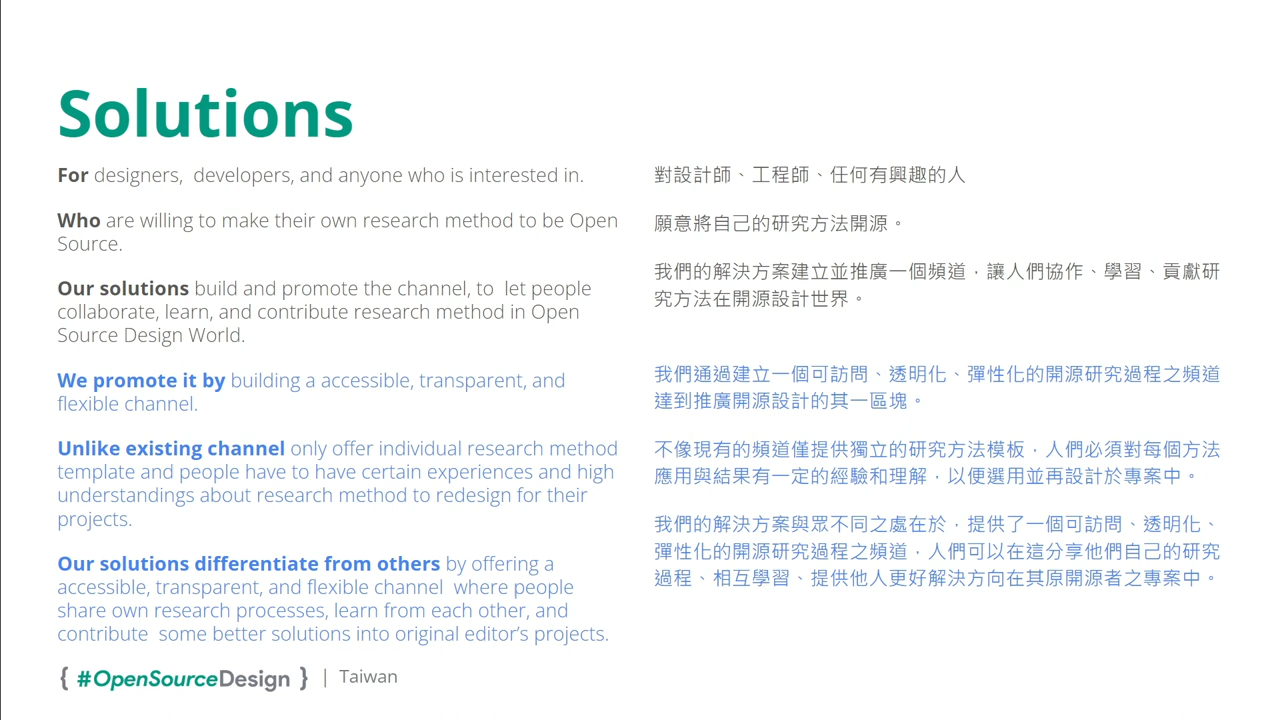 Solutions
For designers,  developers, and anyone who is interested in.
Who are willing to make their own research method to be Open
Source.
Our solutions build and promote the channel, to  let people
collaborate, learn, and contribute research method in Open
Source Design World.
We promote it by building a accessible, transparent, and
flexible channel.
Unlike existing channel only offer individual research method
template and people have to have certain experiences and high
understandings about research method to redesign for their
projects.
Our solutions differentiate from others by offering a
accessible, transparent, and flexible channel  where people
share own research processes, learn from each other, and
contribute  some better solutions into original editor’s projects.
對設計師、工程師、任何有興趣的人
願意將自己的研究方法開源。
我們的解決方案建立並推廣一個頻道，讓人們協作、學習、貢獻研
究方法在開源設計世界。
我們通過建立一個可訪問、透明化、彈性化的開源研究過程之頻道
達到推廣開源設計的其一區塊。
不像現有的頻道僅提供獨立的研究方法模板，人們必須對每個方法
應用與結果有一定的經驗和理解，以便選用並再設計於專案中。
我們的解決方案與眾不同之處在於，提供了一個可訪問、透明化、
彈性化的開源研究過程之頻道，人們可以在這分享他們自己的研究
過程、相互學習、提供他人更好解決方向在其原開源者之專案中。
{ #OpenSourceDesign } | Taiwan